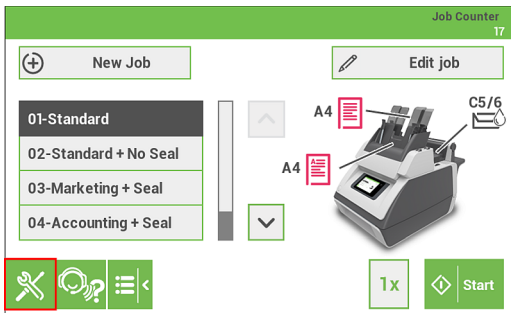 Job Counter
17
New Job
Edit job
01-Standard
02-Standard + No Seal
03-Marketing + Seal
04-Accounting + Seal
A4
A4
C5/6
1x
Start